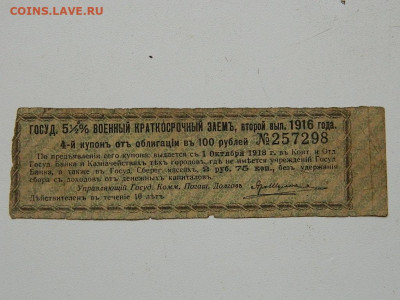 COINS.ЛАВЕ.RU
ГОСУД. 5½% ВОЕННЫЙ КРАТКОСРОЧНЫЙ ЗАЕМЪ, второй вып. 1916 года.
4-й купонъ отъ облигаціи въ 100 рублей №257298
По предъявленіи сего купона, выдается съ 1 Октября 1918 г. въ Конт. и Отд.
Госуд. Банка и Казначействахъ тѣхъ городовъ, гдѣ не имѣется учрежденій Госуд.
Банка, а также въ Госуд. Сберег. кассахъ, 2 руб. 75 коп., безъ удержанія
сбора съ доходовъ отъ денежныхъ капиталовъ.
Управляющій Госуд. Комм. Погаш. Долговъ
Дѣйствителенъ въ теченіе 10 лѣтъ.